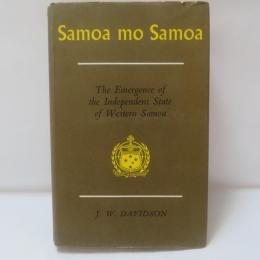 Samoa mo Samoa
The Emergence of
the Independent State
of Western Samoa
J. W. DAVIDSON